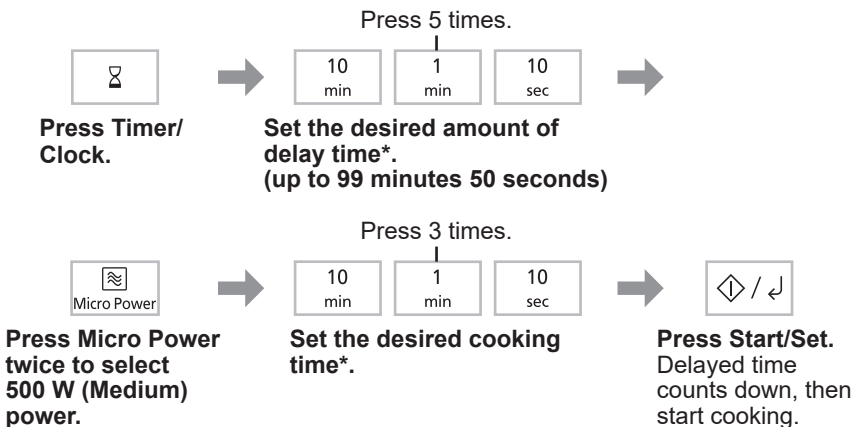 Press 5 times.
10 min
1 min
10 sec
Press Timer/
Clock.
Set the desired amount of
delay time*.
(up to 99 minutes 50 seconds)
Press 3 times.
Micro Power
10 min
1 min
10 sec
/
Press Micro Power
twice to select
500 W (Medium)
power.
Set the desired cooking
time*.
Press Start/Set.
Delayed time
counts down, then
start cooking.